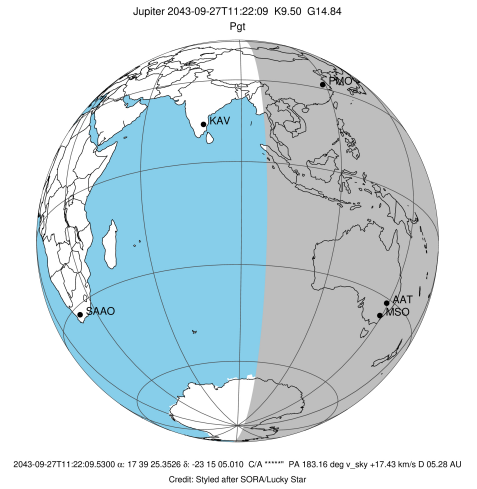 Jupiter 2043-09-27T11:22:09 K9.50 G14.84
Pgt
PMO
KAV
SAAO
AAT
MSO
2043-09-27T11:22:09.5300 α: 17 39 25.3526 δ: -23 15 05.010 C/A *****" PA 183.16 deg v_sky +17.43 km/s D 05.28 AU
Credit: Styled after SORA/Lucky Star